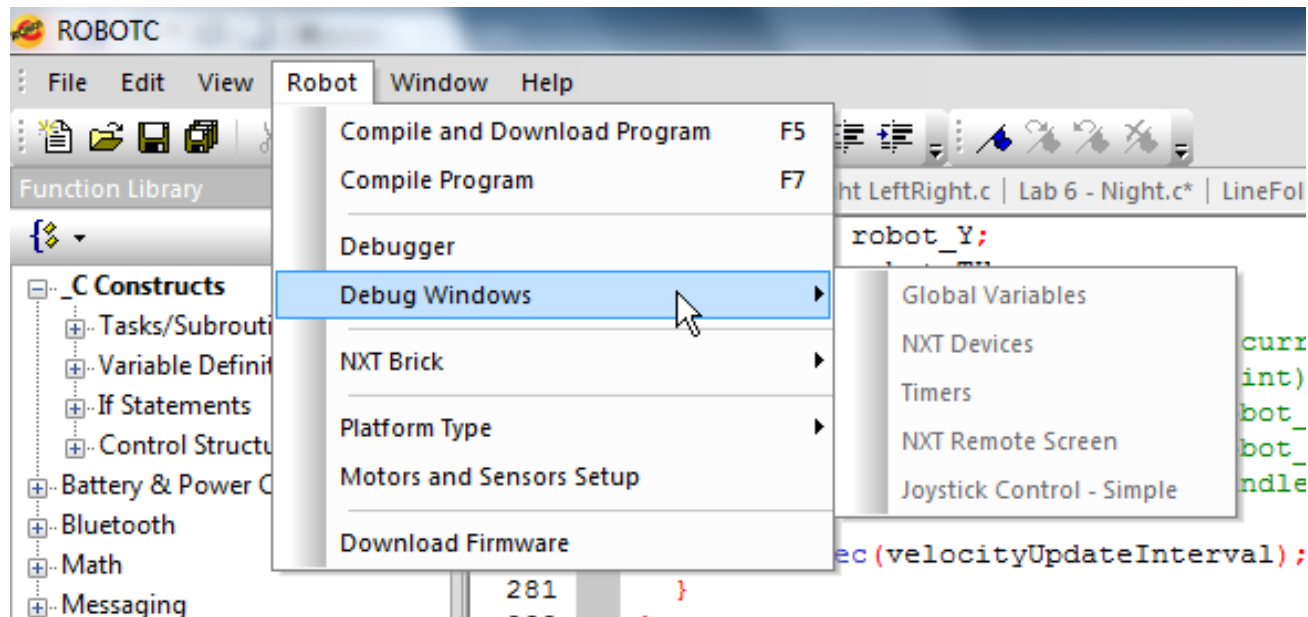 ROBOTC
File Edit View Robot Window Help
Compile and Download Program F5
Compile Program F7
Debugger
Debug Windows
NXT Brick
Platform Type
Motors and Sensors Setup
Download Firmware
Global Variables
NXT Devices
Timers
NXT Remote Screen
Joystick Control - Simple
Function Library
_C Constructs
Tasks/Subrouti
Variable Definit
If Statements
Control Structu
Battery & Power C
Bluetooth
Math
Messaging
ht LeftRight.c | Lab 6 - Night.c* | LineFol
robot_Y;
curr
int)
bot_
bot_
ndle
ec(velocityUpdateInterval);
281 }